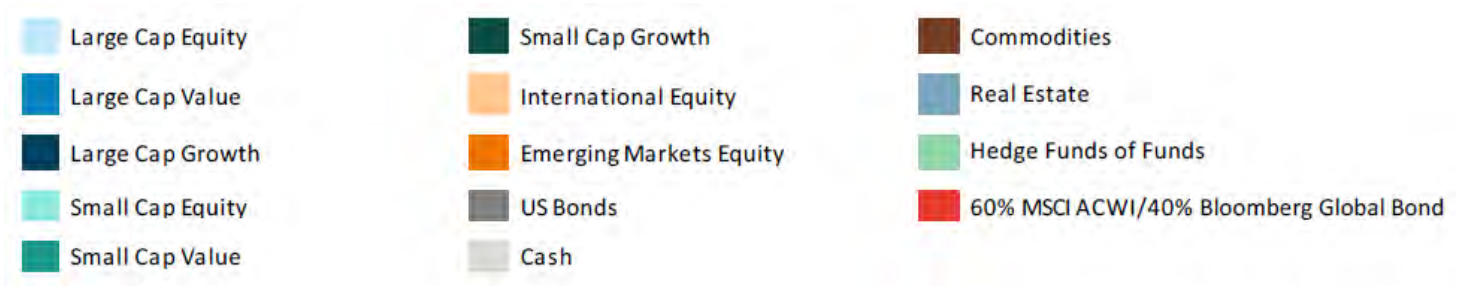 Large Cap Equity
Large Cap Value
Large Cap Growth
Small Cap Equity
Small Cap Value
Small Cap Growth
International Equity
Emerging Markets Equity
US Bonds
Cash
Commodities
Real Estate
Hedge Funds of Funds
60% MSCI ACWI/40% Bloomberg Global Bond